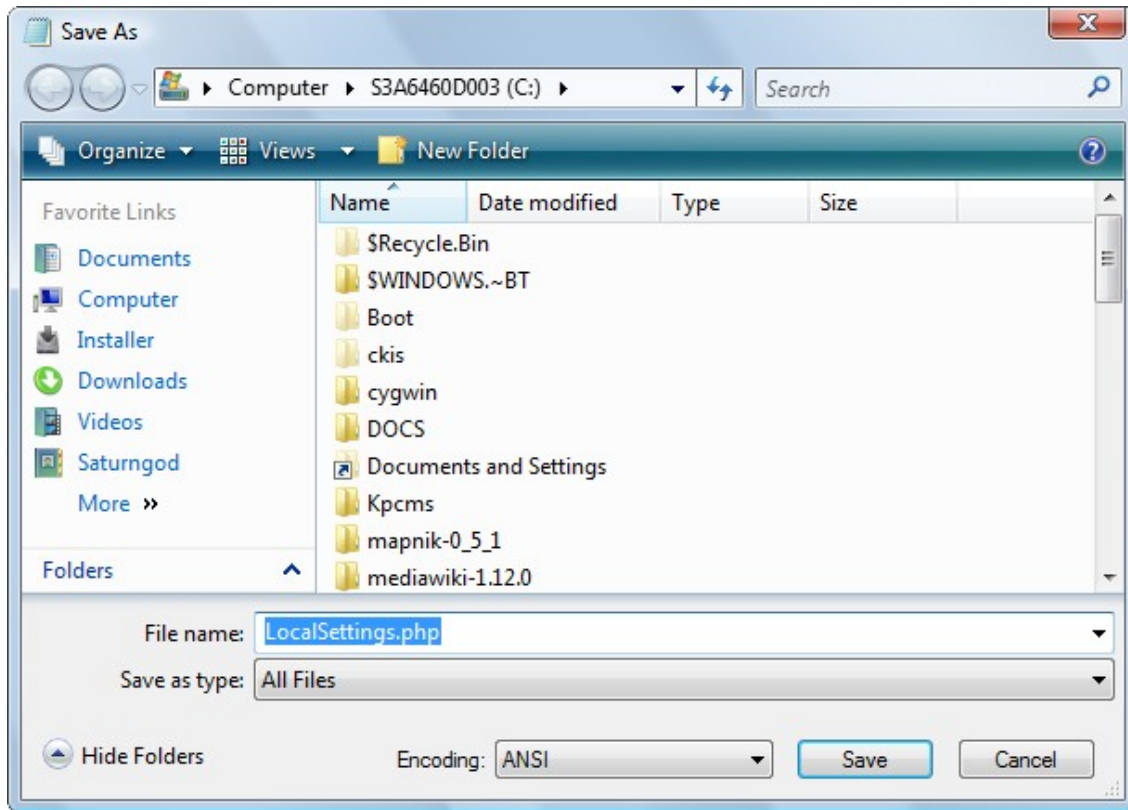 Save As
Computer S3A6460D003 (C:) Search
Organize Views New Folder
Favorite Links
Documents
Computer
Installer
Downloads
Videos
Saturngod
More
Folders
Name Date modified Type Size
$Recycle.Bin
$WINDOWS.~BT
Boot
ckis
cygwin
DOCS
Documents and Settings
Kpcms
mapnik-0_5_1
mediawiki-1.12.0
File name: LocalSettings.php
Save as type: All Files
Hide Folders Encoding: ANSI Save Cancel